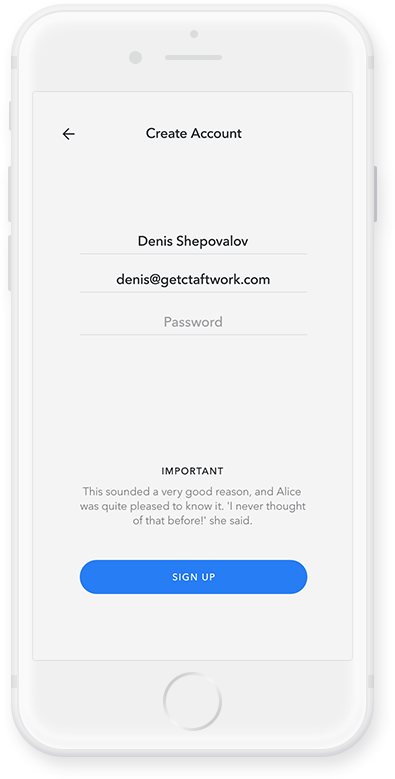 Create Account
Denis Shepovalov
denis@getctaftwork.com
Password
IMPORTANT
This sounded a very good reason, and Alice
was quite pleased to know it. 'I never thought
of that before!' she said.
SIGN UP